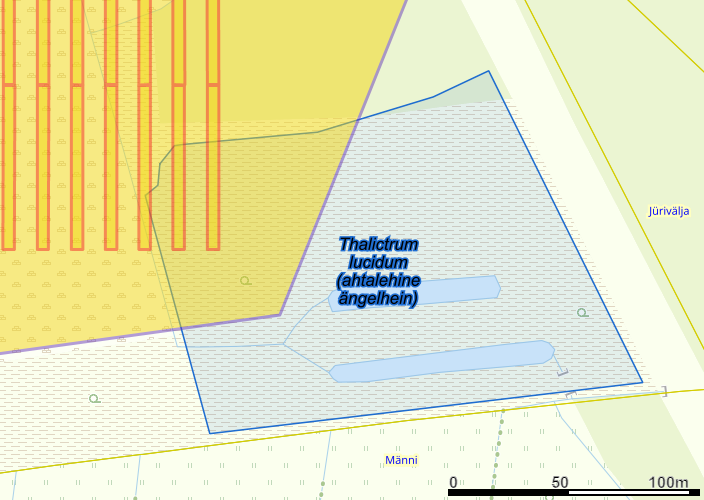 Jürivälja
Thalictrum
lucidum
(ahtalehine
ängelhein)
Männi
0 50 100m